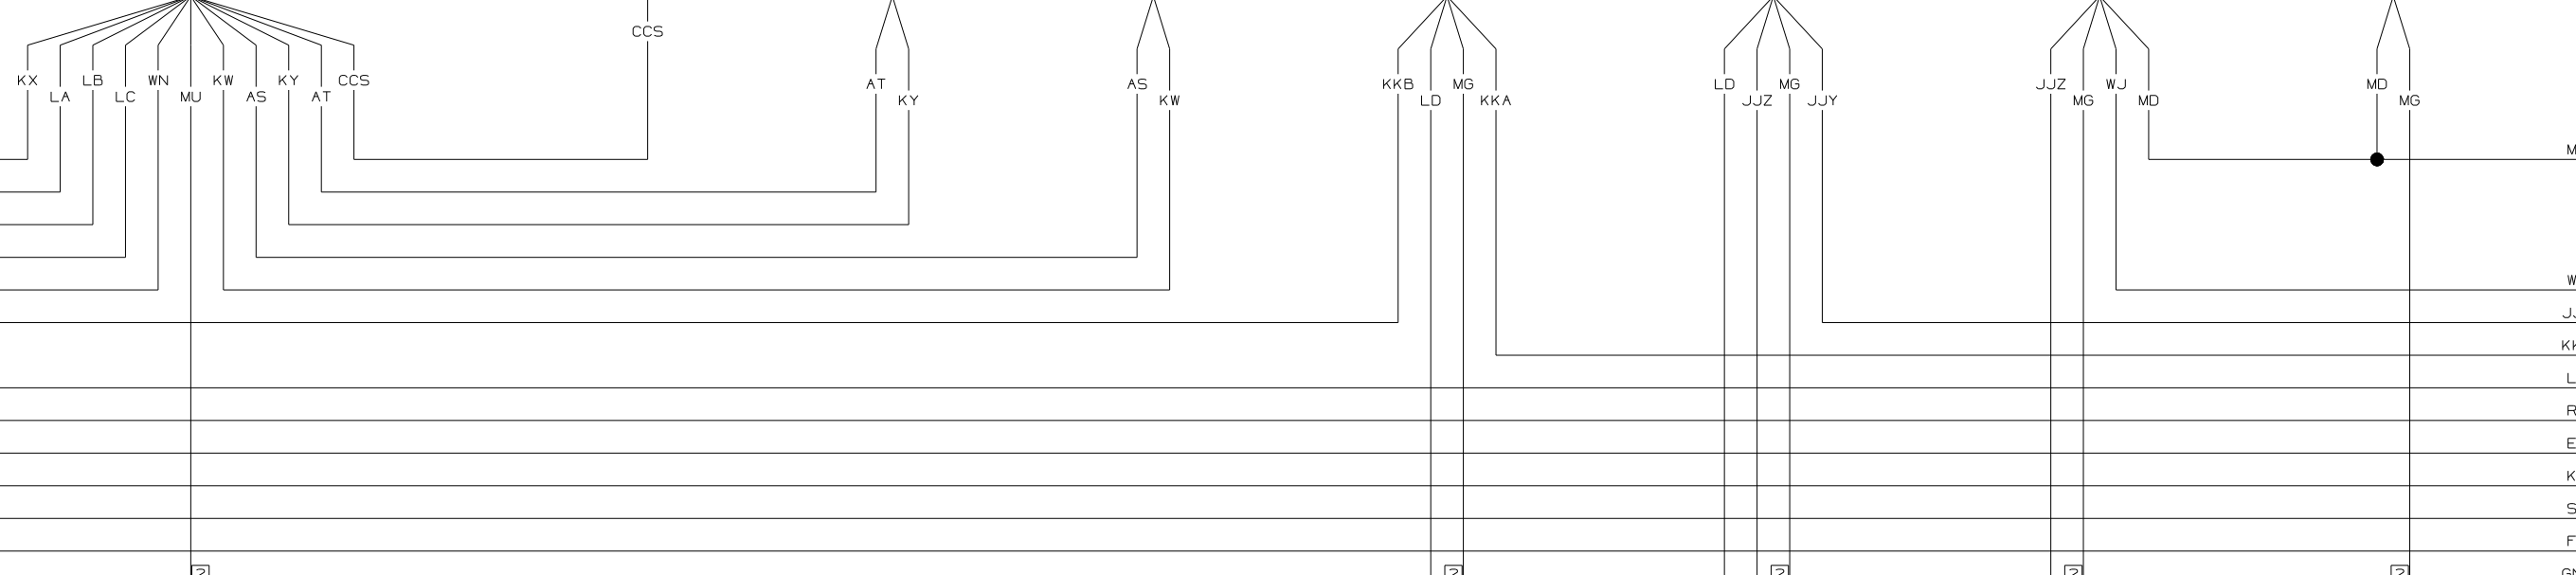 CCS
KX LB WN KW KY CCS AT AS KKB MG LD MG JJZ WJ MD
LA LC MU AS AT KY KW LD KKA JJZ JJY MG MD MG